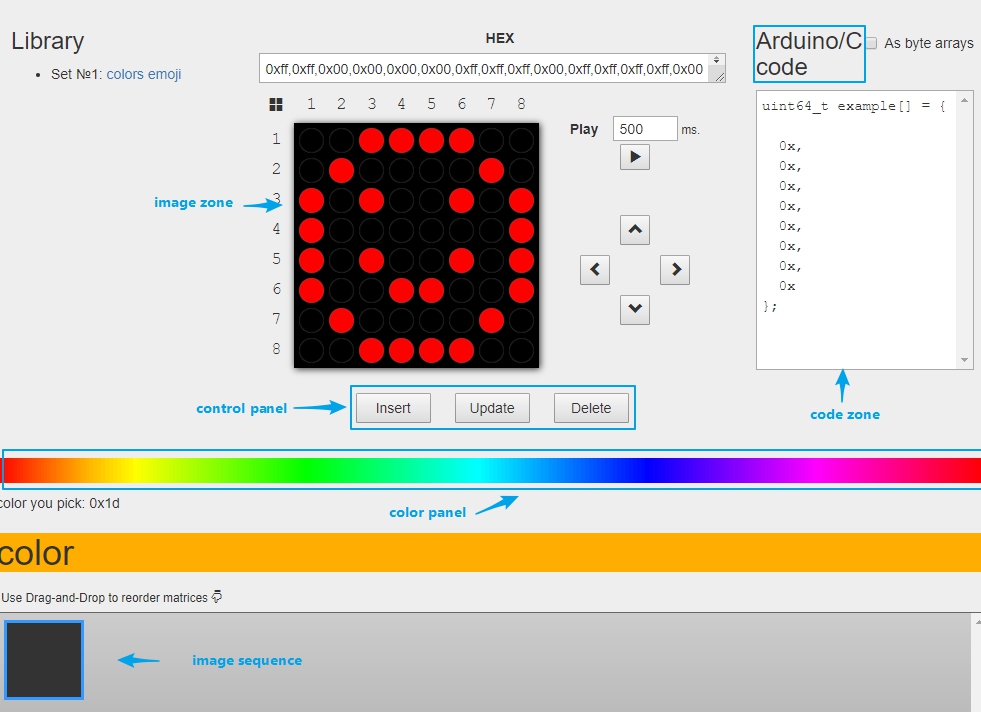 Library
Set №1: colors emoji
HEX
0xff,0xff,0x00,0x00,0x00,0x00,0xff,0xff,0xff,0x00,0xff,0xff,0xff,0xff,0x00
Arduino/C
code
As byte arrays
1 2 3 4 5 6 7 8
1
2
3
4
5
6
7
8
image zone
Play 500 ms.
uint64_t example[] = {
0x,
0x,
0x,
0x,
0x,
0x,
0x,
0x
};
code zone
control panel
Insert Update Delete
color you pick: 0x1d
color panel
color
Use Drag-and-Drop to reorder matrices
image sequence